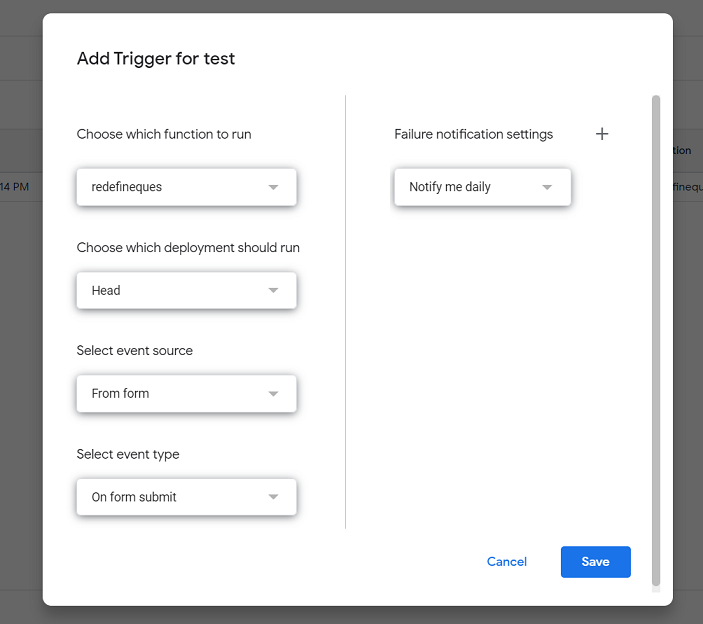 Add Trigger for test
Choose which function to run
redefineques
Choose which deployment should run
Head
Select event source
From form
Select event type
On form submit
Failure notification settings
Notify me daily
Cancel
Save
14 PM
tion
finequ